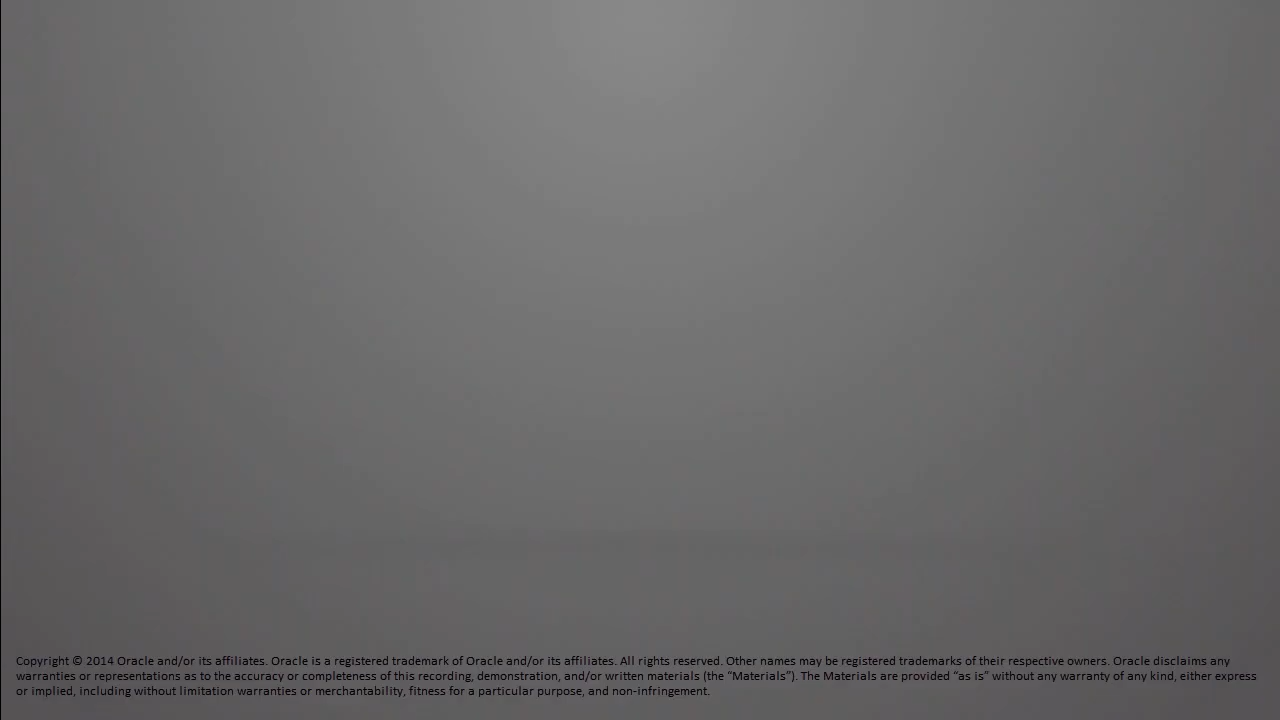 Copyright © 2014 Oracle and/or its affiliates. Oracle is a registered trademark of Oracle and/or its affiliates. All rights reserved. Other names may be registered trademarks of their respective owners. Oracle disclaims any
warranties or representations as to the accuracy or completeness of this recording, demonstration, and/or written materials (the “Materials”). The Materials are provided “as is” without any warranty of any kind, either express
or implied, including without limitation warranties or merchantability, fitness for a particular purpose, and non-infringement.